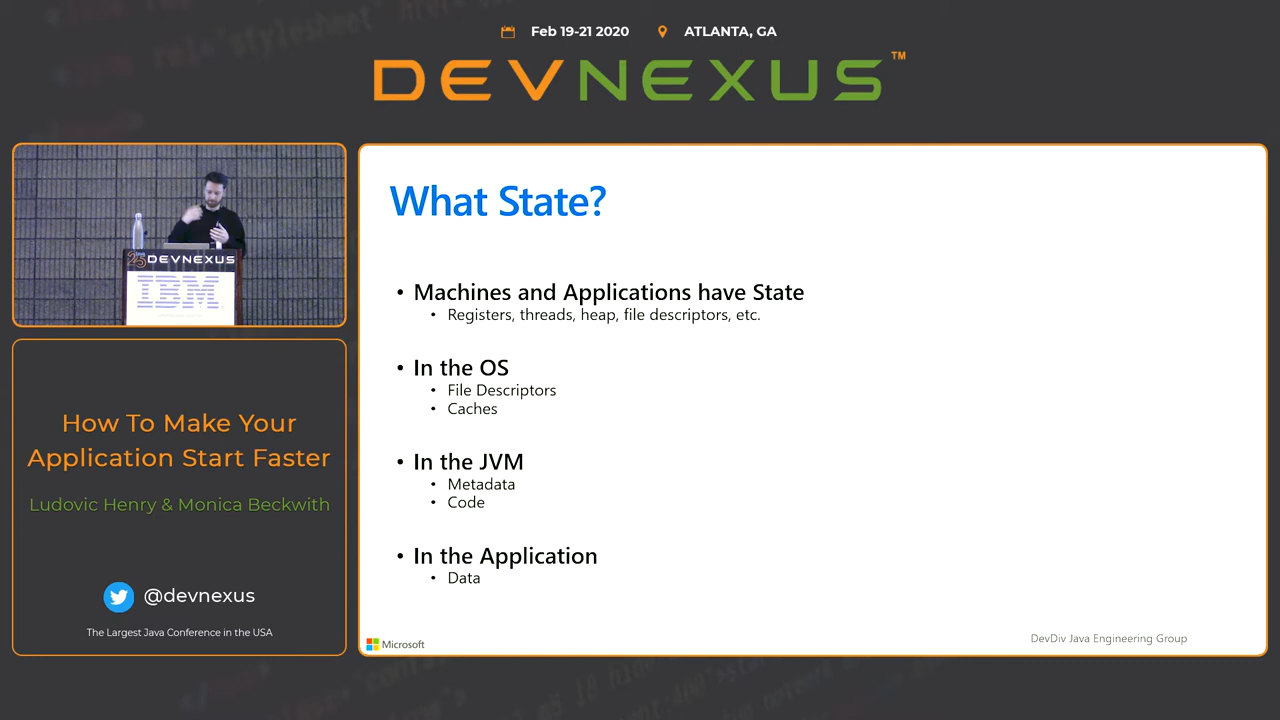 Feb 19-21 2020 ATLANTA, GA
DEVNEXUS™
25 DEVNEXUS
IBM
How To Make Your
Application Start Faster
Ludovic Henry & Monica Beckwith
@devnexus
The Largest Java Conference in the USA
What State?
• Machines and Applications have State
• Registers, threads, heap, file descriptors, etc.
• In the OS
• File Descriptors
• Caches
• In the JVM
• Metadata
• Code
• In the Application
• Data
Microsoft
DevDiv Java Engineering Group